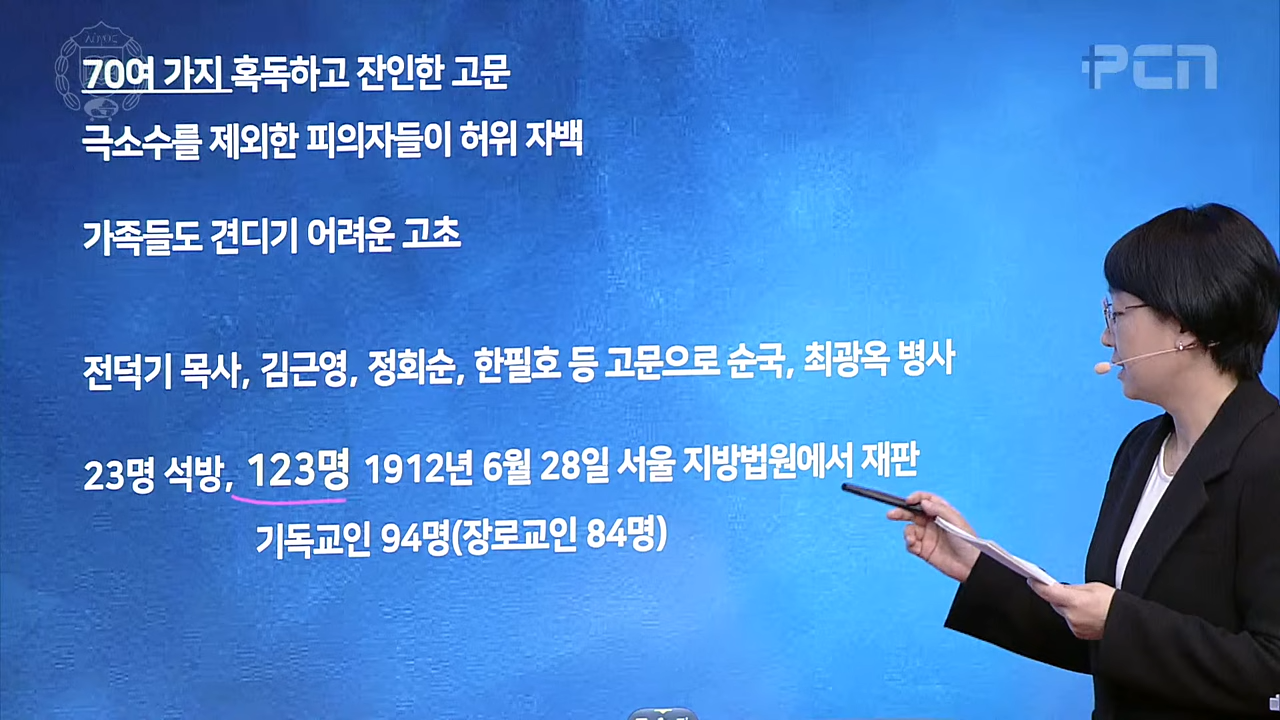 PCN
70여 가지 혹독하고 잔인한 고문
극소수를 제외한 피의자들이 허위 자백
가족들도 견디기 어려운 고초
전덕기 목사, 김근영, 정회순, 한필호 등 고문으로 순국, 최광옥 병사
23명 석방, 123명 1912년 6월 28일 서울 지방법원에서 재판
기독교인 94명(장로교인 84명)